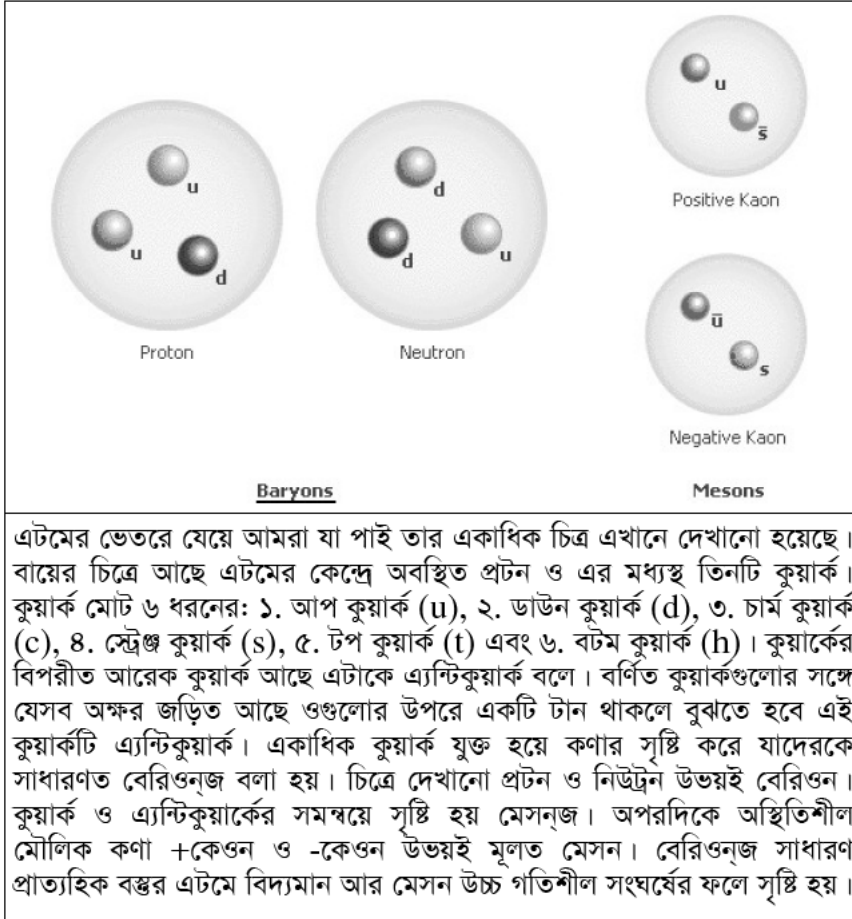 u
u
d
Proton
d
d
u
Neutron
u
s̄
Positive Kaon
ū
s
Negative Kaon
Baryons
Mesons
এটমের ভেতরে যেয়ে আমরা যা পাই তার একাধিক চিত্র এখানে দেখানো হয়েছে।
বায়ের চিত্রে আছে এটমের কেন্দ্রে অবস্থিত প্রটন ও এর মধ্যস্থ তিনটি কুয়ার্ক।
কুয়ার্ক মোট ৬ ধরনের: ১. আপ কুয়ার্ক (u), ২. ডাউন কুয়ার্ক (d), ৩. চার্ম কুয়ার্ক
(c), ৪. স্ট্রেঞ্জ কুয়ার্ক (s), ৫. টপ কুয়ার্ক (t) এবং ৬. বটম কুয়ার্ক (h)। কুয়ার্কের
বিপরীত আরেক কুয়ার্ক আছে এটাকে এ্যন্টিকুয়ার্ক বলে। বর্ণিত কুয়ার্কগুলোর সঙ্গে
যেসব অক্ষর জড়িত আছে ওগুলোর উপরে একটি টান থাকলে বুঝতে হবে এই
কুয়ার্কটি এ্যন্টিকুয়ার্ক। একাধিক কুয়ার্ক যুক্ত হয়ে কণার সৃষ্টি করে যাদেরকে
সাধারণত বেরিওন্‌জ বলা হয়। চিত্রে দেখানো প্রটন ও নিউট্রন উভয়ই বেরিওন।
কুয়ার্ক ও এ্যন্টিকুয়ার্কের সমন্বয়ে সৃষ্টি হয় মেসন্‌জ। অপরদিকে অস্থিতিশীল
মৌলিক কণা +কেওন ও -কেওন উভয়ই মূলত মেসন। বেরিওন্‌জ সাধারণ
প্রাত্যহিক বস্তুর এটমে বিদ্যমান আর মেসন উচ্চ গতিশীল সংঘর্ষের ফলে সৃষ্টি হয়।